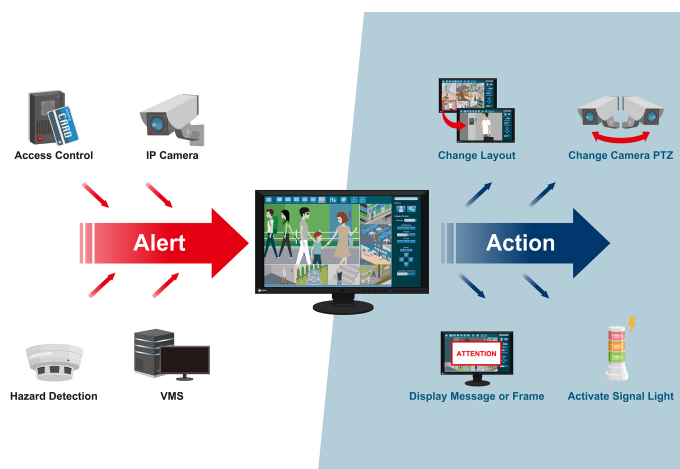 CARD
Access Control
IP Camera
Change Layout
Change Camera PTZ
Alert
Action
ATTENTION
Hazard Detection
VMS
Display Message or Frame
Activate Signal Light